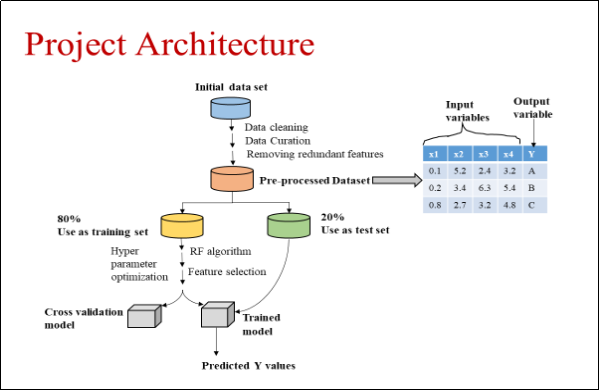 Project Architecture
Initial data set
Data cleaning
Data Curation
Removing redundant features
Pre-processed Dataset
Input
variables
Output
variable
x1 x2 x3 x4 Y
0.1 5.2 2.4 3.2 A
0.2 3.4 6.3 5.4 B
0.8 2.7 3.2 4.8 C
80%
Use as training set
20%
Use as test set
Hyper
parameter
optimization
RF algorithm
Feature selection
Cross validation
model
Trained
model
Predicted Y values